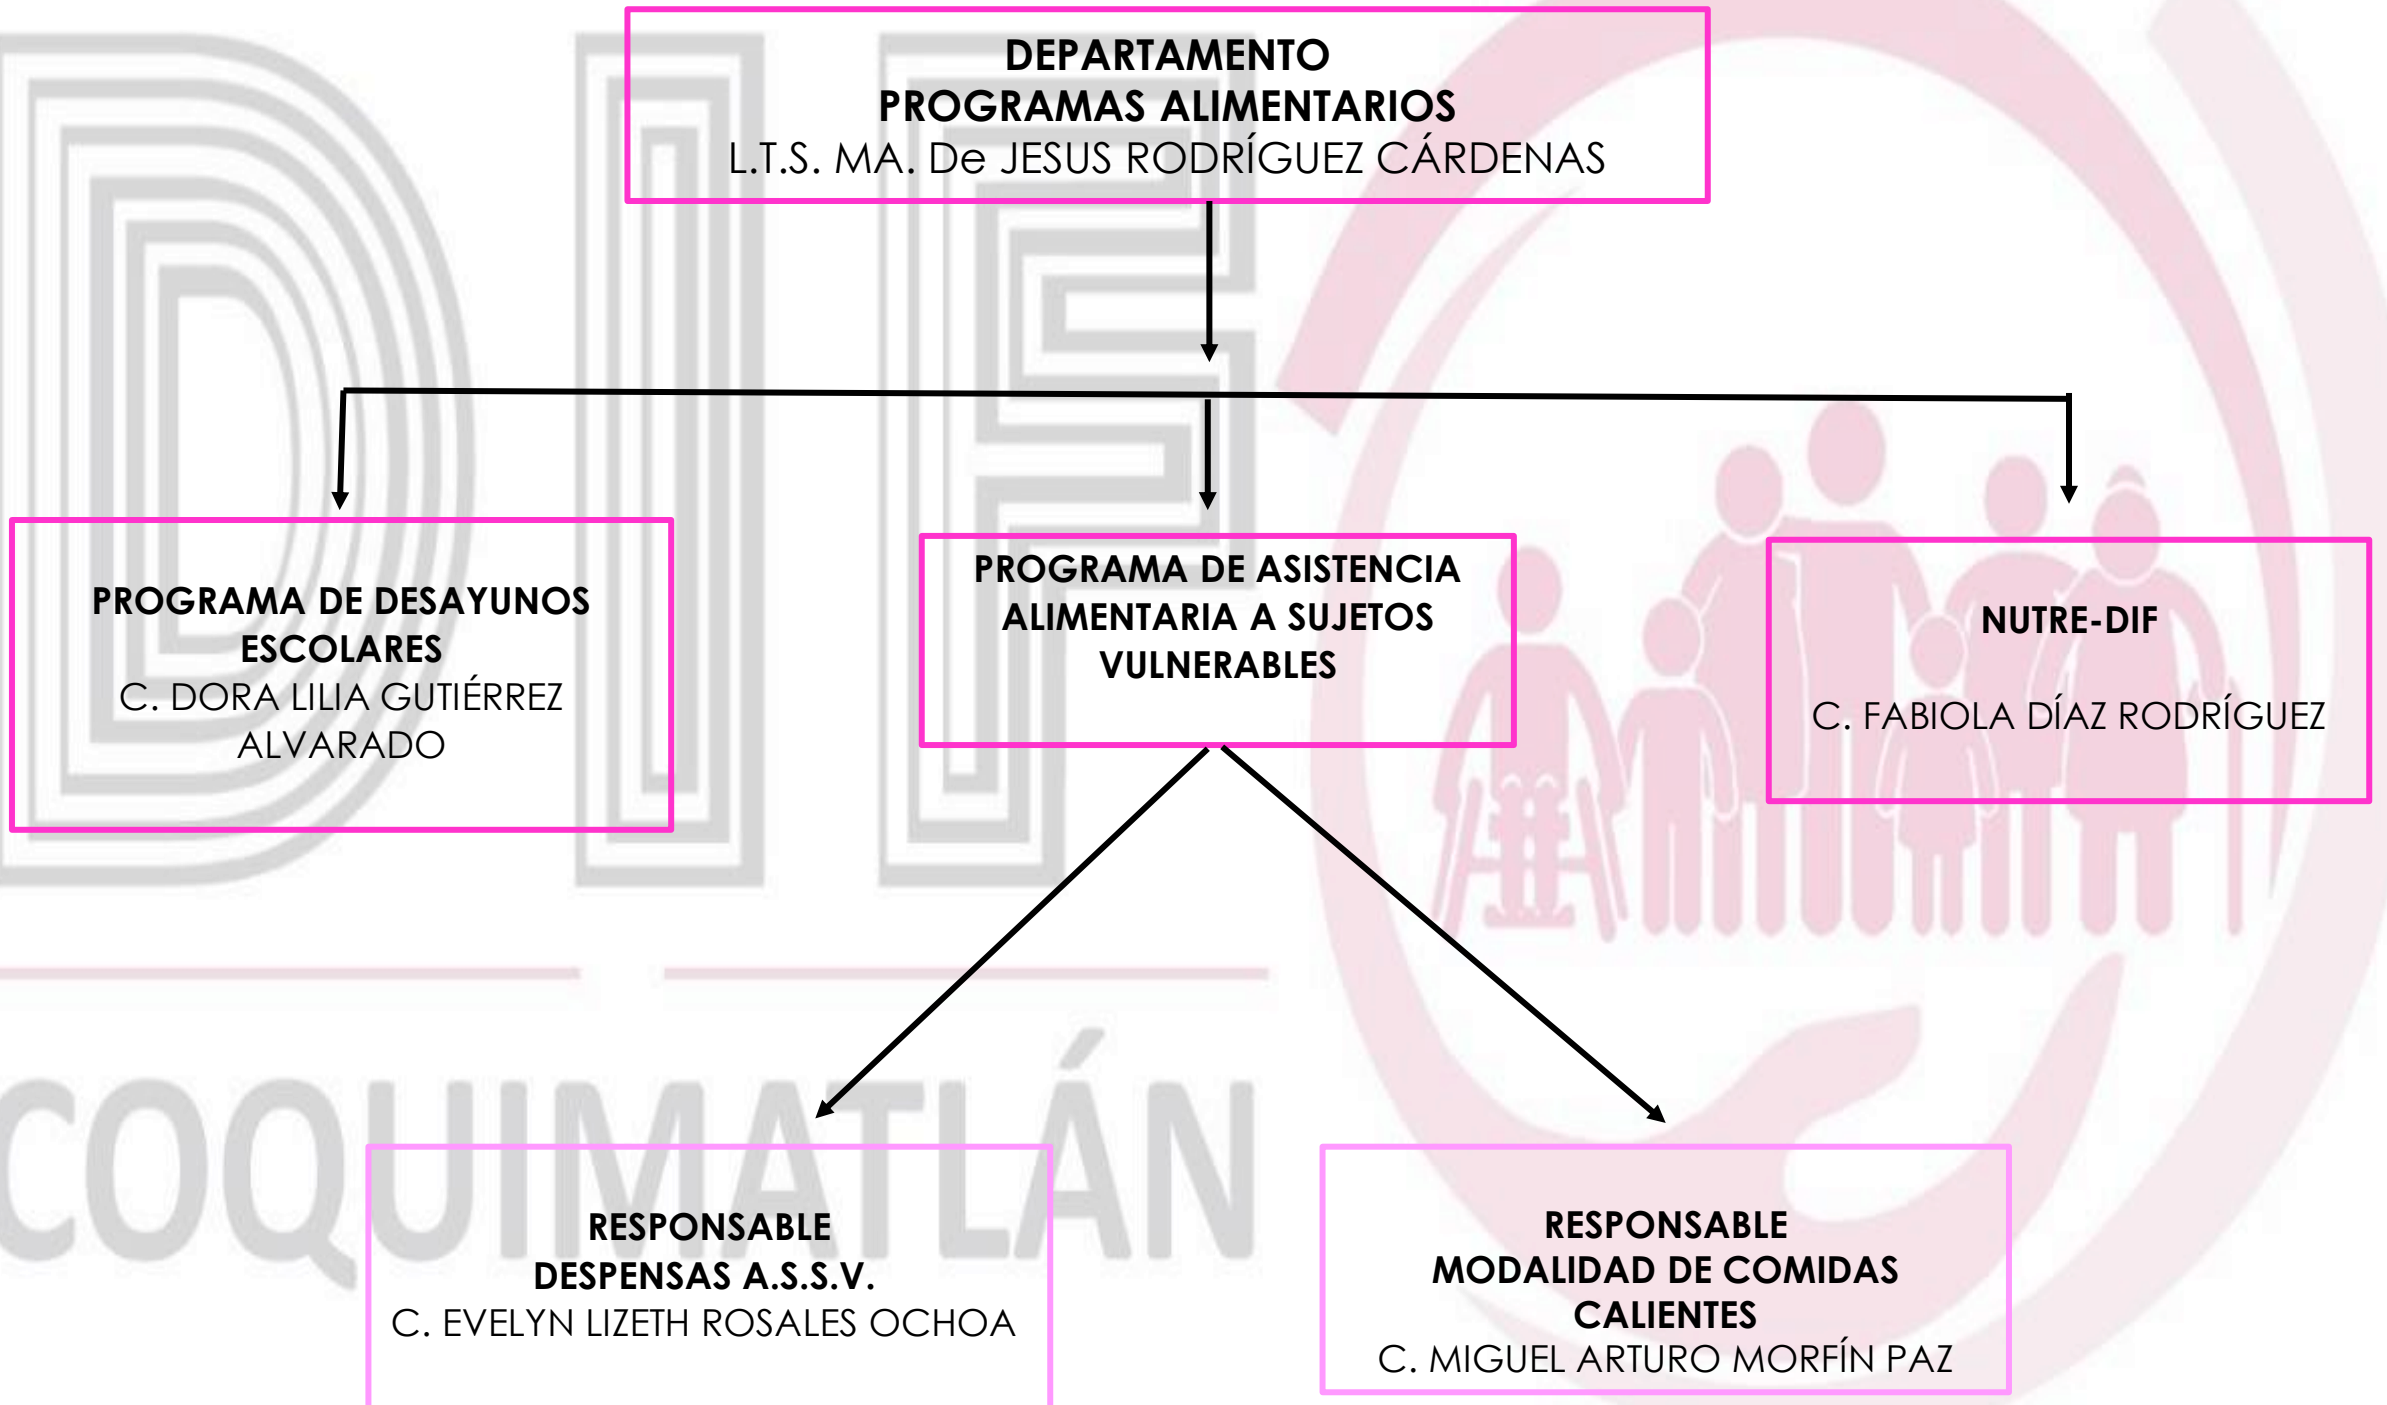 DEPARTAMENTO
PROGRAMAS ALIMENTARIOS
L.T.S. MA. De JESUS RODRÍGUEZ CÁRDENAS
PROGRAMA DE DESAYUNOS
ESCOLARES
C. DORA LILIA GUTIÉRREZ
ALVARADO
PROGRAMA DE ASISTENCIA
ALIMENTARIA A SUJETOS
VULNERABLES
NUTRE-DIF
C. FABIOLA DÍAZ RODRÍGUEZ
RESPONSABLE
DESPENSAS A.S.S.V.
C. EVELYN LIZETH ROSALES OCHOA
RESPONSABLE
MODALIDAD DE COMIDAS
CALIENTES
C. MIGUEL ARTURO MORFÍN PAZ
DIF
COQUIMATLÁN